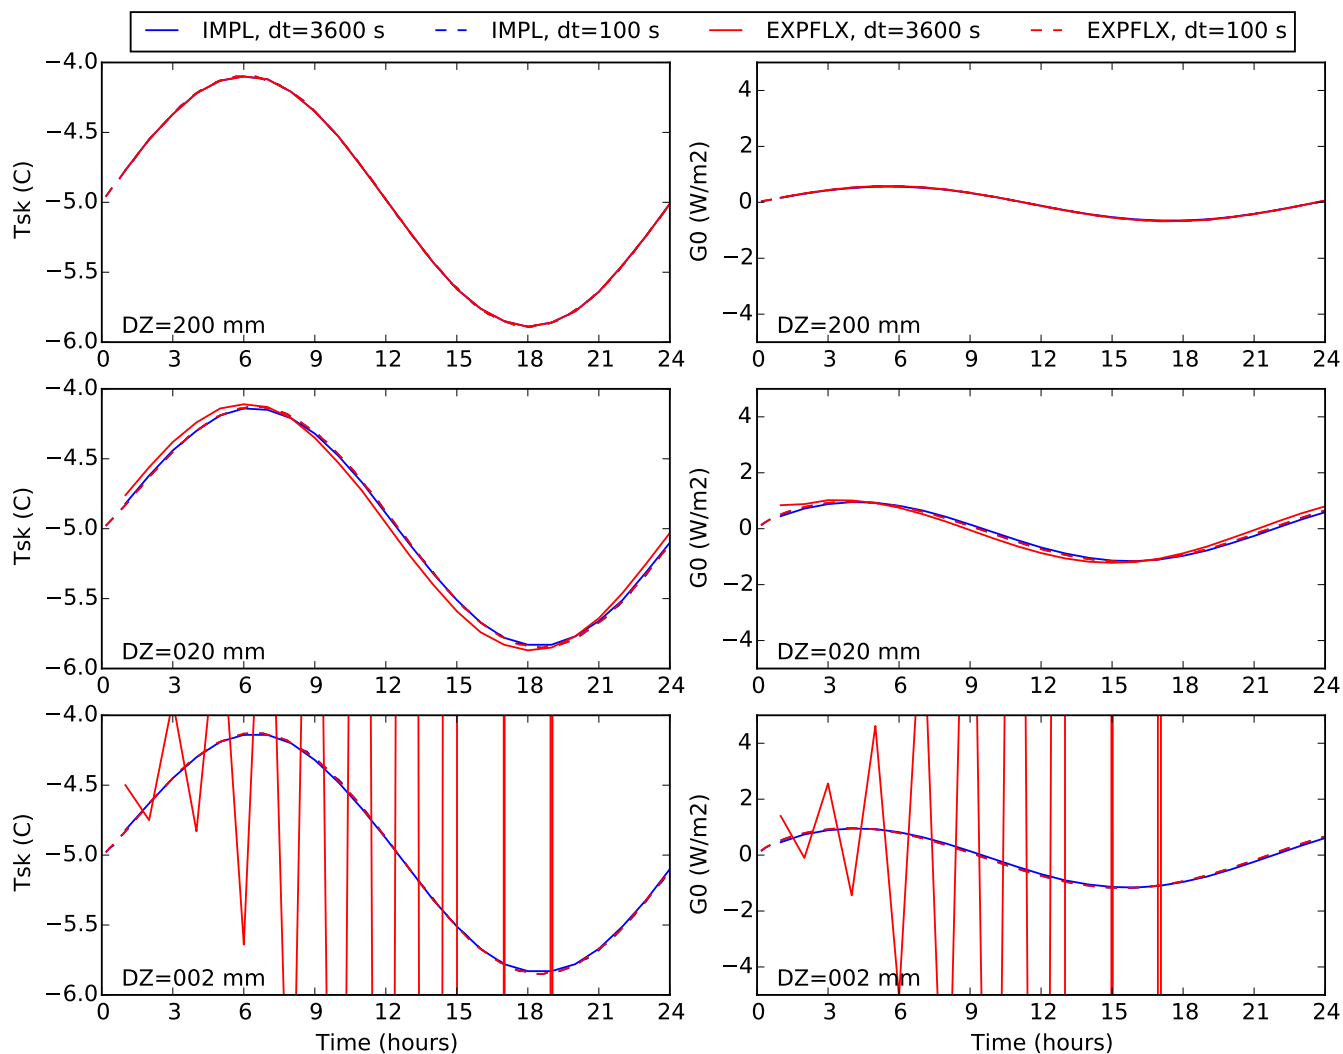 IMPL, dt=3600 s IMPL, dt=100 s EXPFLX, dt=3600 s EXPFLX, dt=100 s
−4.0
−4.5
−5.0
−5.5
−6.0
Tsk (C)
DZ=200 mm
0 3 6 9 12 15 18 21 24
4
2
0
−2
−4
G0 (W/m2)
DZ=200 mm
0 3 6 9 12 15 18 21 24
−4.0
−4.5
−5.0
−5.5
−6.0
Tsk (C)
DZ=020 mm
0 3 6 9 12 15 18 21 24
4
2
0
−2
−4
G0 (W/m2)
DZ=020 mm
0 3 6 9 12 15 18 21 24
−4.0
−4.5
−5.0
−5.5
−6.0
Tsk (C)
DZ=002 mm
0 3 6 9 12 15 18 21 24
Time (hours)
4
2
0
−2
−4
G0 (W/m2)
DZ=002 mm
0 3 6 9 12 15 18 21 24
Time (hours)